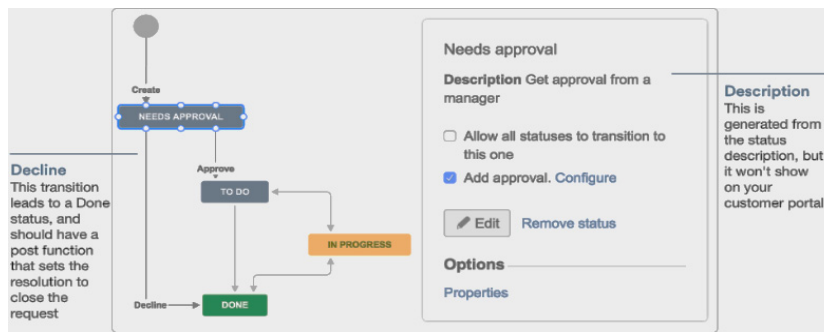 Create
NEEDS APPROVAL
Decline
This transition
leads to a Done
status, and
should have a
post function
that sets the
resolution to
close the
request
Approve
TO DO
IN PROGRESS
Decline
DONE
Needs approval
Description Get approval from a
manager
Allow all statuses to transition to
this one
Add approval. Configure
Edit Remove status
Options
Properties
Description
This is
generated from
the status
description, but
it won't show
on your
customer portal